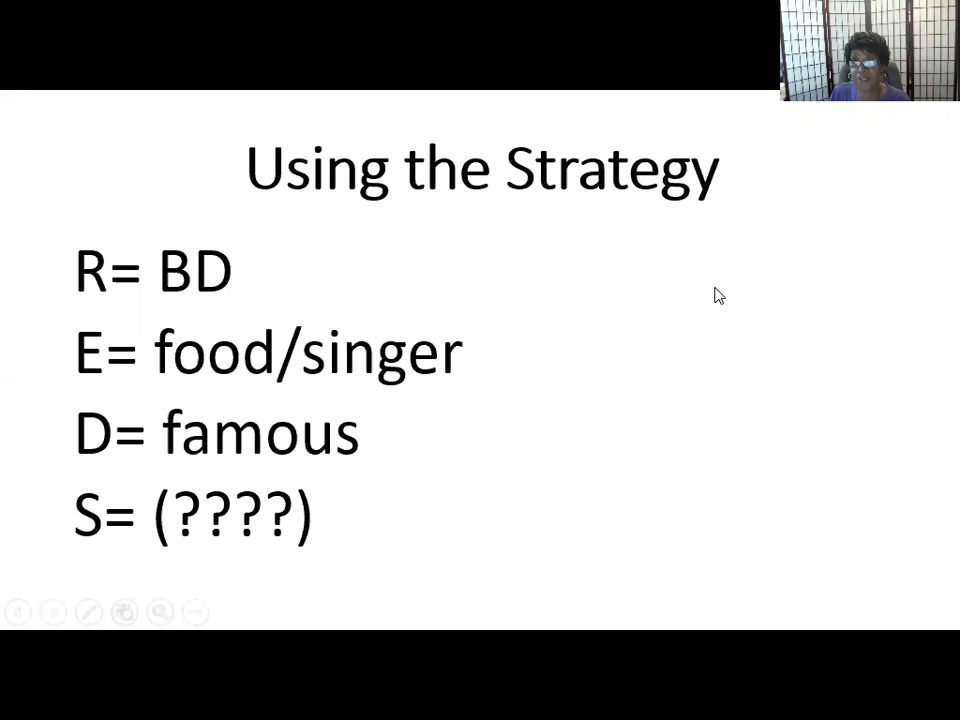 Using the Strategy
R= BD
E= food/singer
D= famous
S= (????)